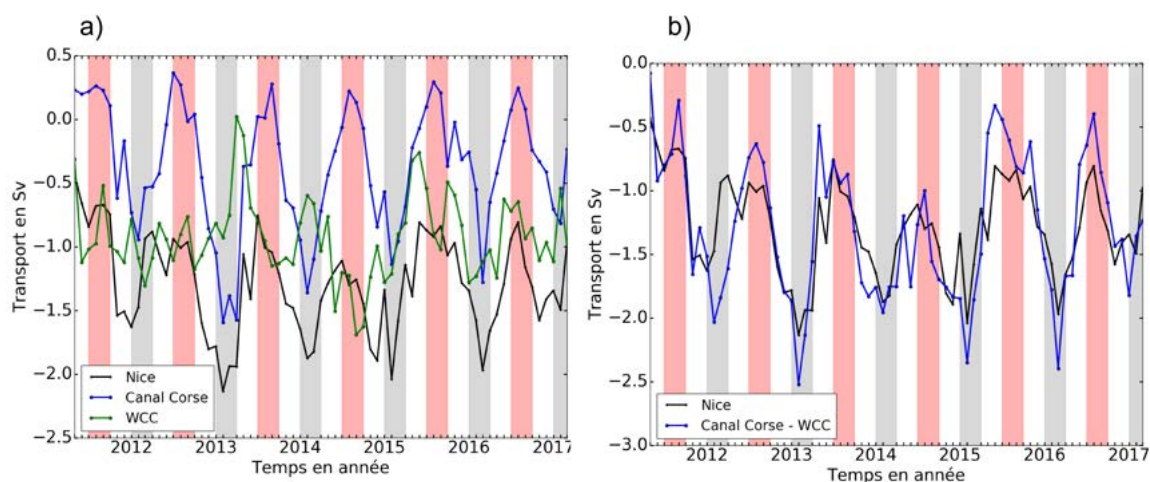 a)
Transport en Sv
0.5
0.0
−0.5
−1.0
−1.5
−2.0
−2.5
Nice
Canal Corse
WCC
2012 2013 2014 2015 2016 2017
Temps en année
b)
Transport en Sv
0.0
−0.5
−1.0
−1.5
−2.0
−2.5
−3.0
Nice
Canal Corse - WCC
2012 2013 2014 2015 2016 2017
Temps en année